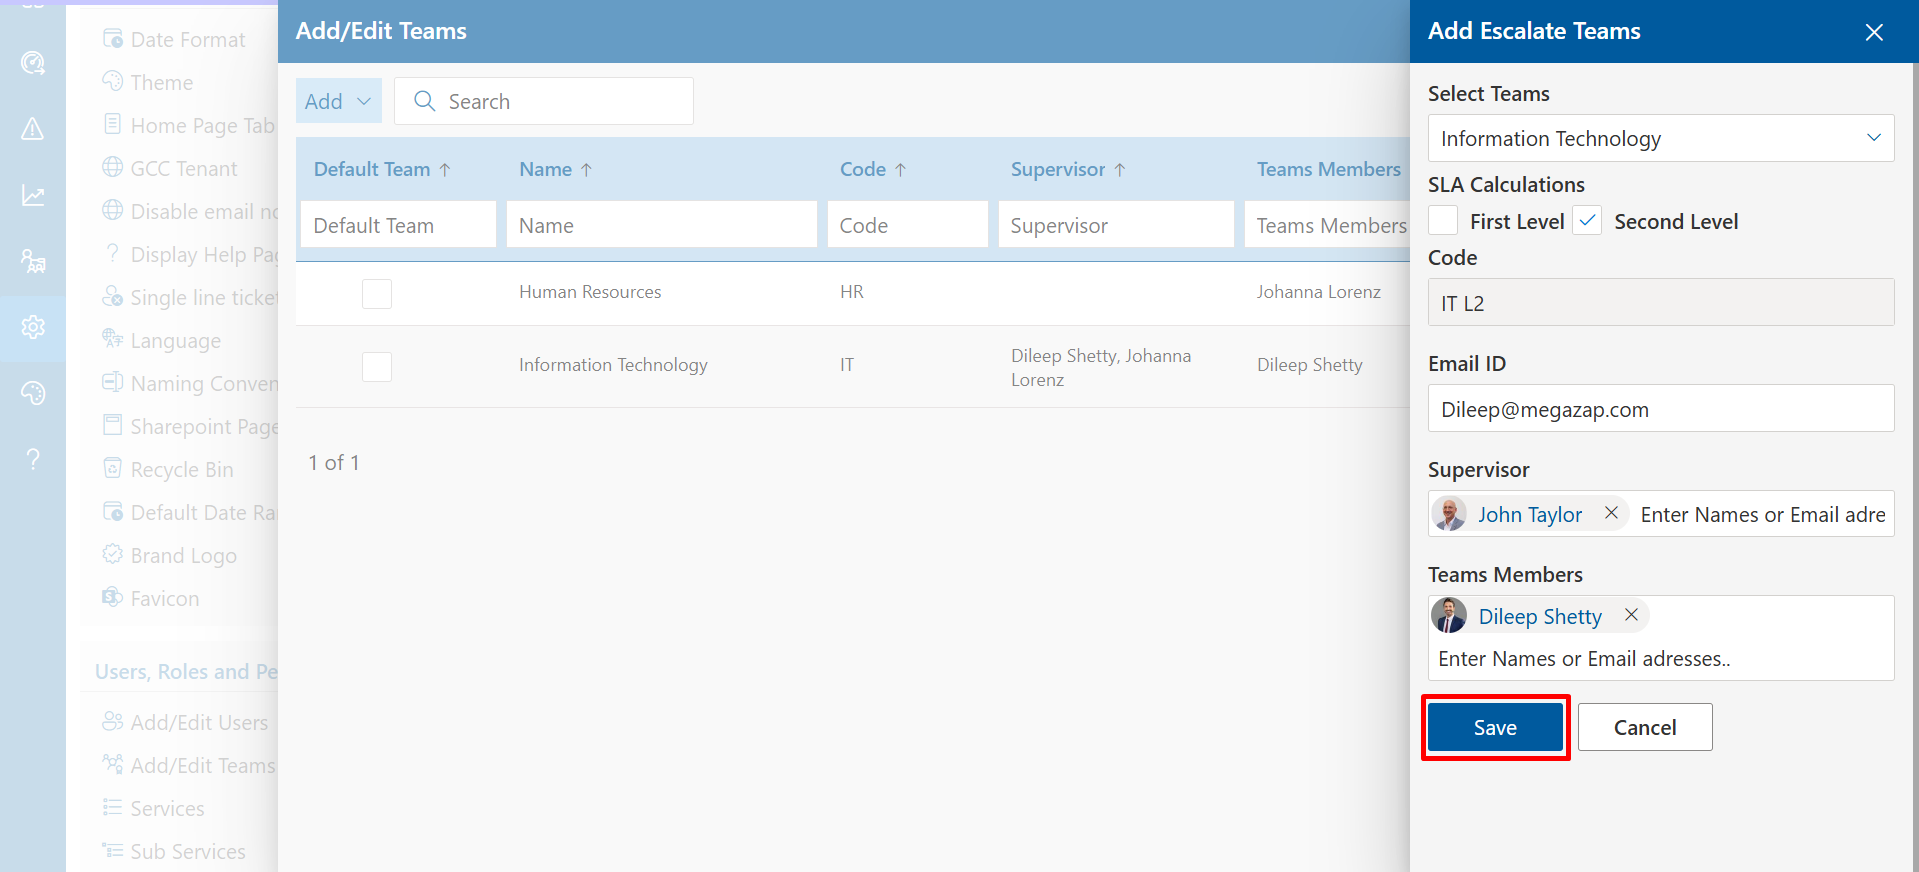 Date Format
Theme
Home Page Tab
GCC Tenant
Disable email no
Display Help Pag
Single line ticke
Language
Naming Conven
Sharepoint Page
Recycle Bin
Default Date Ra
Brand Logo
Favicon
Users, Roles and Pe
Add/Edit Users
Add/Edit Teams
Services
Sub Services
Add/Edit Teams
Add
Search
Default Team ↑ Name ↑ Code ↑ Supervisor ↑ Teams Members
Default Team Name Code Supervisor Teams Members
Human Resources HR Johanna Lorenz
Information Technology IT Dileep Shetty, Johanna Lorenz Dileep Shetty
1 of 1
Add Escalate Teams
Select Teams
Information Technology
SLA Calculations
First Level Second Level
Code
IT L2
Email ID
Dileep@megazap.com
Supervisor
John Taylor Enter Names or Email adre
Teams Members
Dileep Shetty
Enter Names or Email adresses..
Save Cancel